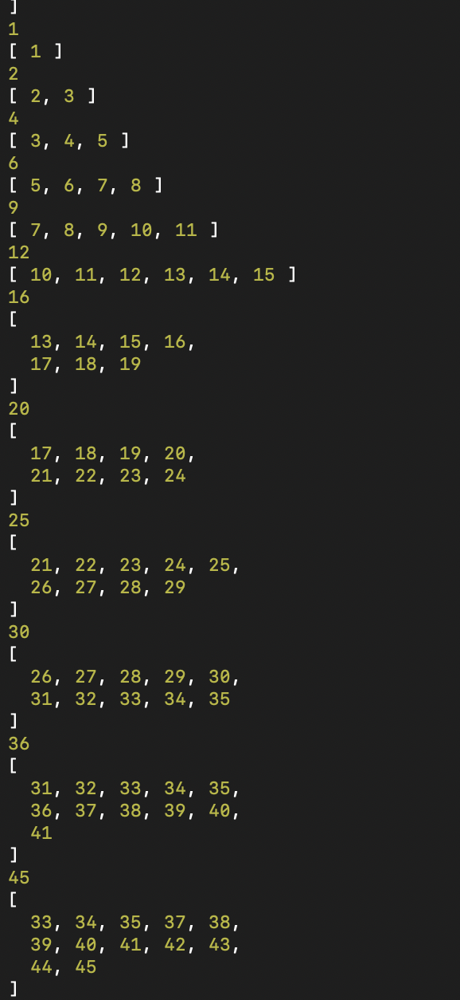 ]
1
[ 1 ]
2
[ 2, 3 ]
4
[ 3, 4, 5 ]
6
[ 5, 6, 7, 8 ]
9
[ 7, 8, 9, 10, 11 ]
12
[ 10, 11, 12, 13, 14, 15 ]
16
[
  13, 14, 15, 16,
  17, 18, 19
]
20
[
  17, 18, 19, 20,
  21, 22, 23, 24
]
25
[
  21, 22, 23, 24, 25,
  26, 27, 28, 29
]
30
[
  26, 27, 28, 29, 30,
  31, 32, 33, 34, 35
]
36
[
  31, 32, 33, 34, 35,
  36, 37, 38, 39, 40,
  41
]
45
[
  33, 34, 35, 37, 38,
  39, 40, 41, 42, 43,
  44, 45
]